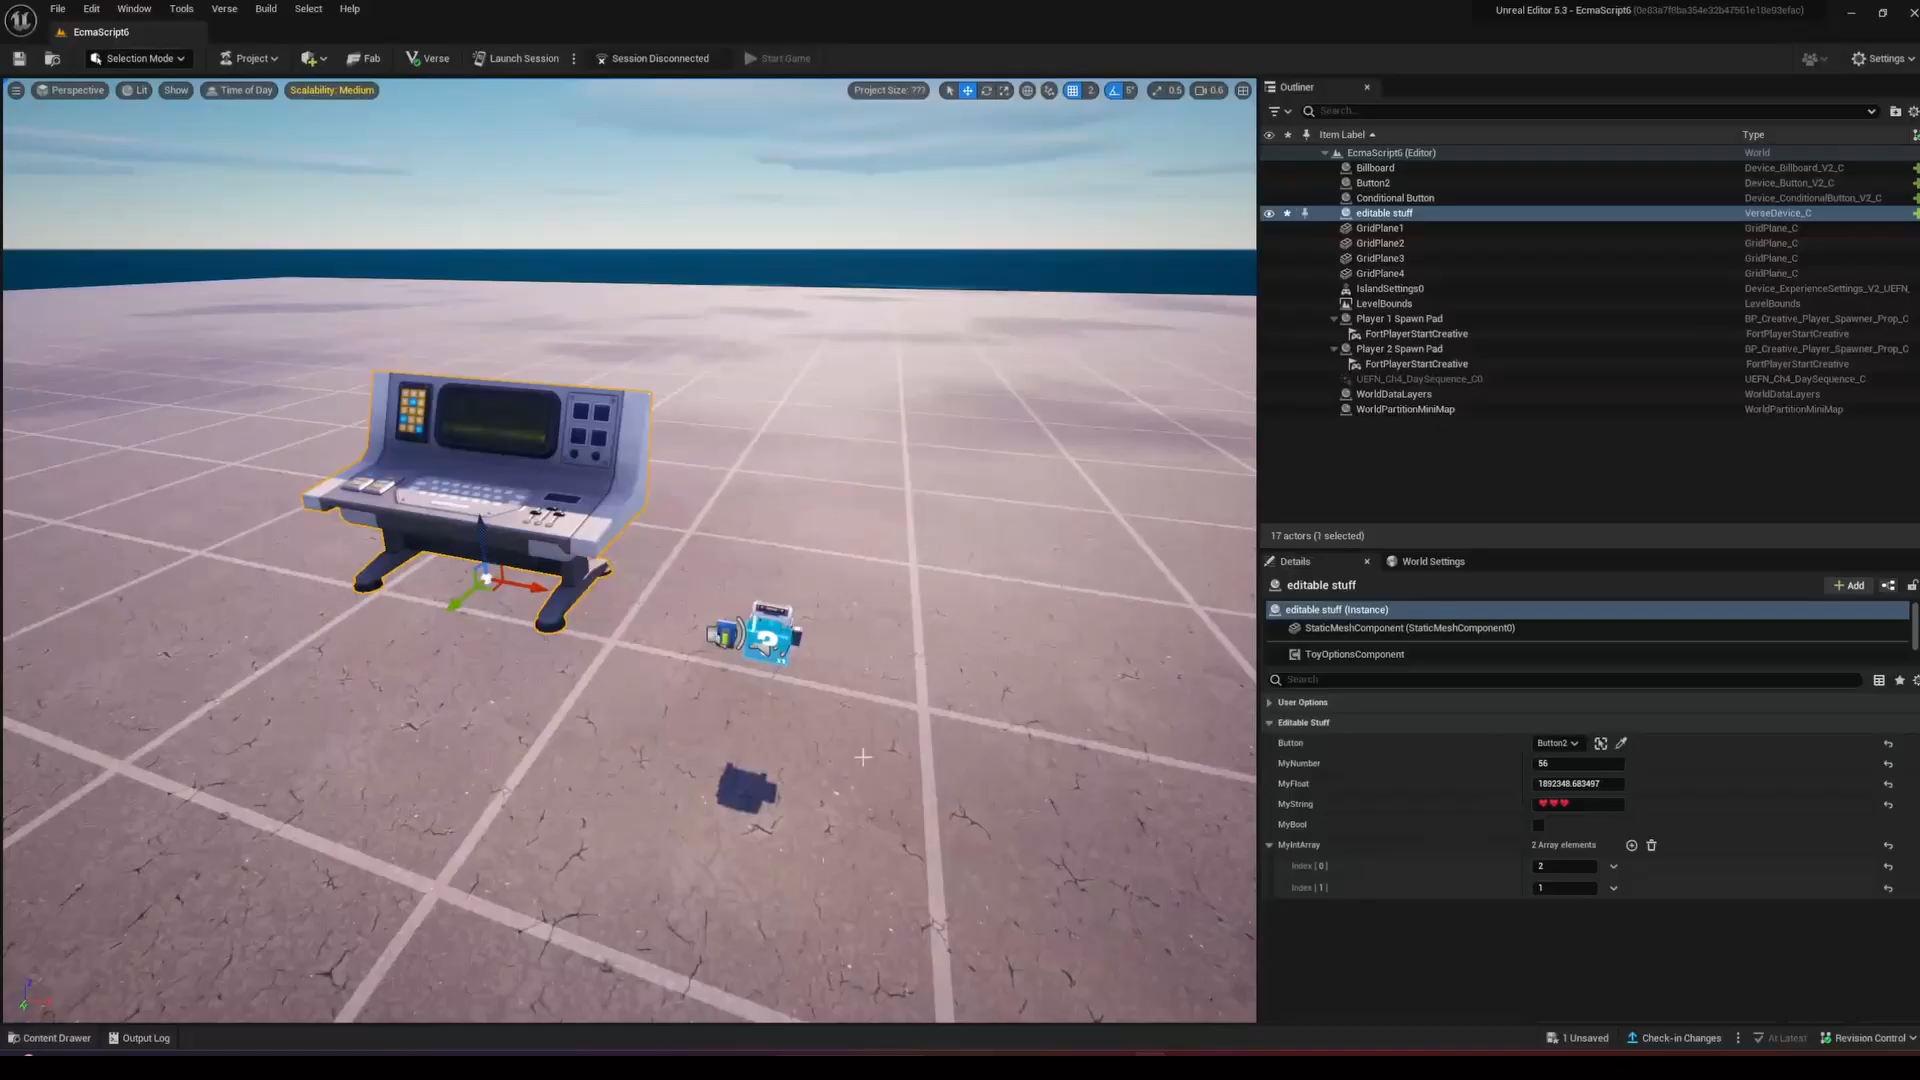 File Edit Window Tools Verse Build Select Help
Unreal Editor 5.3 - EcmaScript6 (0e83a7f8ba354e32b47561e18e93efac)
EcmaScript6
Selection Mode Project Fab Verse Launch Session Session Disconnected Start Game Settings
Perspective Lit Show Time of Day Scalability: Medium Project Size: ??? 2 5° 0.5 0.6
Outliner
Search...
Item Label Type
EcmaScript6 (Editor) World
Billboard Device_Billboard_V2_C
Button2 Device_Button_V2_C
Conditional Button Device_ConditionalButton_V2_C
editable stuff VerseDevice_C
GridPlane1 GridPlane_C
GridPlane2 GridPlane_C
GridPlane3 GridPlane_C
GridPlane4 GridPlane_C
IslandSettings0 Device_ExperienceSettings_V2_UEFN_
LevelBounds LevelBounds
Player 1 Spawn Pad BP_Creative_Player_Spawner_Prop_C
FortPlayerStartCreative FortPlayerStartCreative
Player 2 Spawn Pad BP_Creative_Player_Spawner_Prop_C
FortPlayerStartCreative FortPlayerStartCreative
UEFN_Ch4_DaySequence_C0 UEFN_Ch4_DaySequence_C
WorldDataLayers WorldDataLayers
WorldPartitionMiniMap WorldPartitionMiniMap
17 actors (1 selected)
Details World Settings
editable stuff Add
editable stuff (Instance)
StaticMeshComponent (StaticMeshComponent0)
ToyOptionsComponent
Search
User Options
Editable Stuff
Button Button2
MyNumber 56
MyFloat 1892348.683497
MyString ♥♥♥
MyBool
MyIntArray 2 Array elements
Index [ 0 ] 2
Index [ 1 ] 1
Content Drawer Output Log 1 Unsaved Check-in Changes At Latest Revision Control